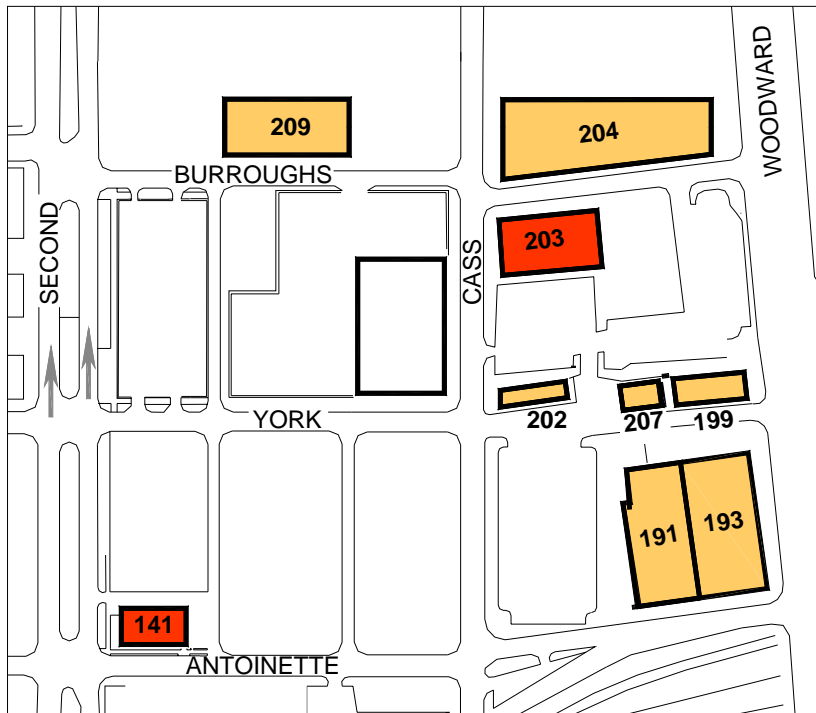 WOODWARD
209
204
BURROUGHS
SECOND
CASS
203
YORK
202
207
199
191
193
141
ANTOINETTE